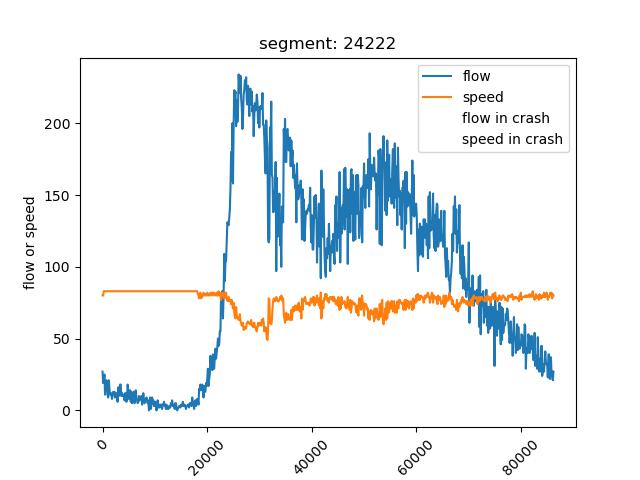 segment: 24222
flow
speed
flow in crash
speed in crash
flow or speed
200
150
100
50
0
0
20000
40000
60000
80000